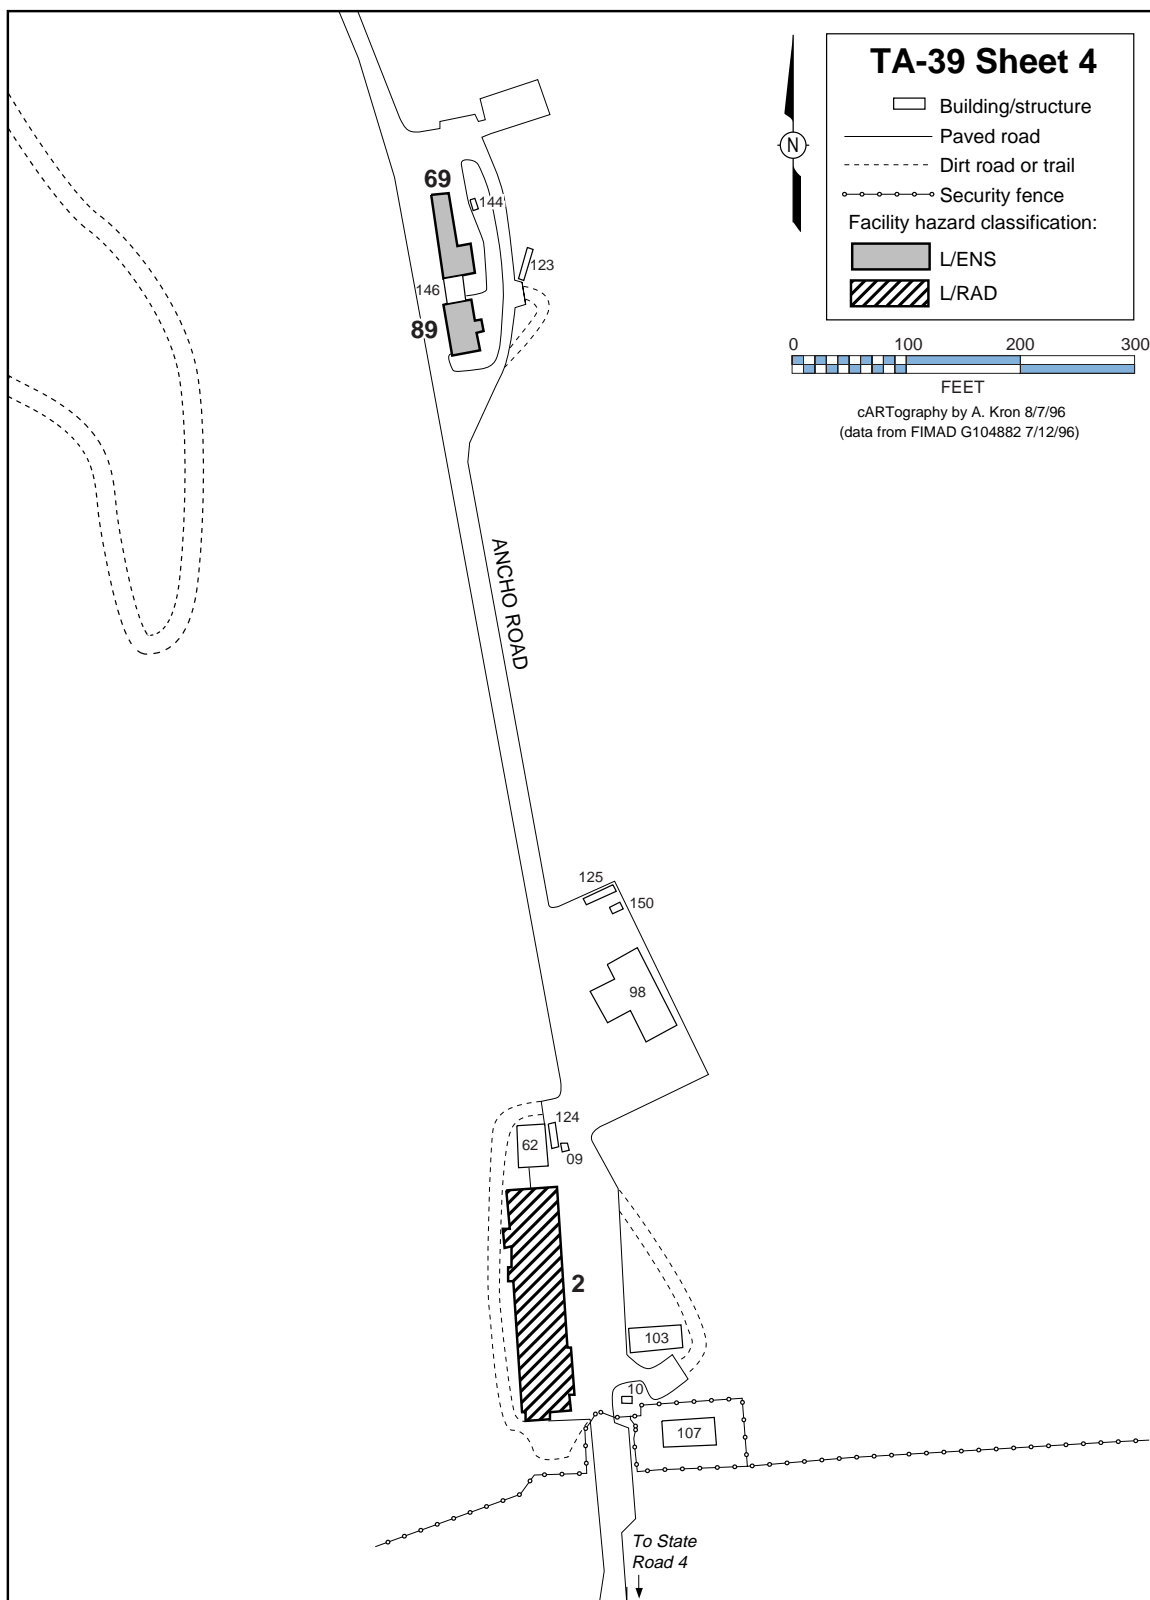 TA-39 Sheet 4
N
Building/structure
Paved road
Dirt road or trail
Security fence
Facility hazard classification:
L/ENS
L/RAD
0 100 200 300
FEET
cARTography by A. Kron 8/7/96
(data from FIMAD G104882 7/12/96)
69
144
123
146
89
ANCHO ROAD
125
150
98
124
62
09
2
103
10
107
To State
Road 4